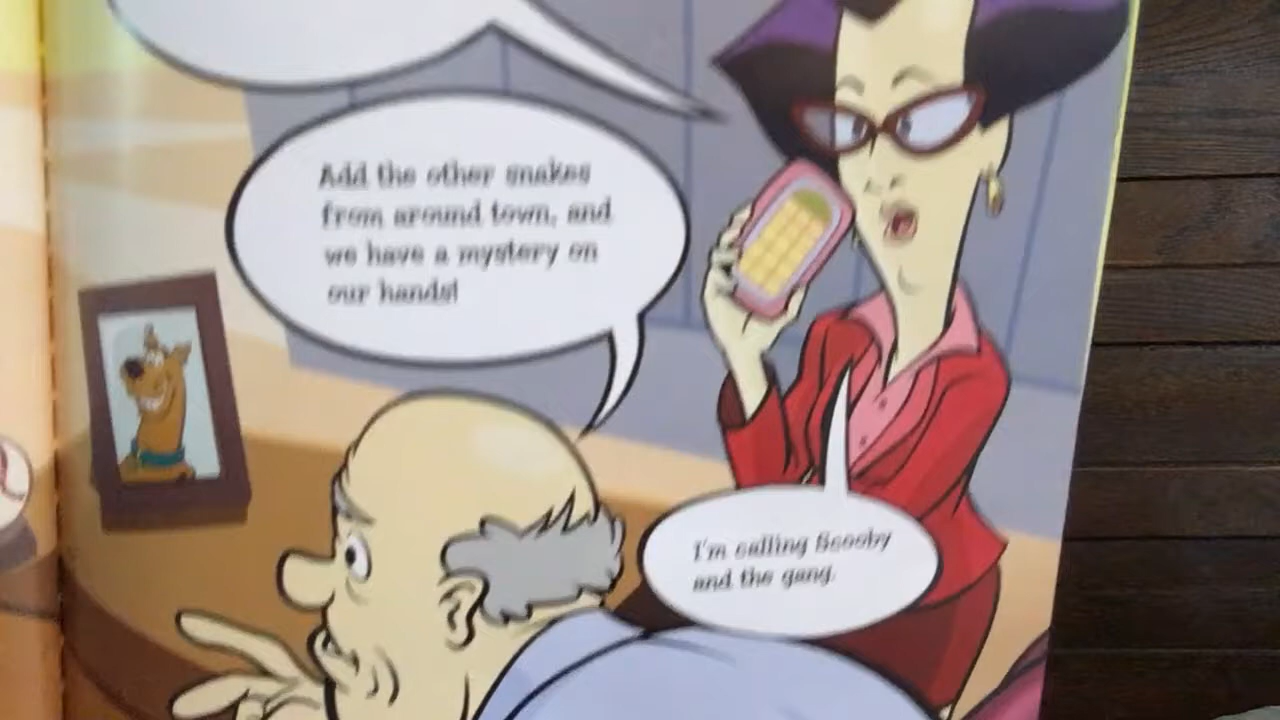 Add the other snakes
from around town, and
we have a mystery on
our hands!
I'm calling Scooby
and the gang.